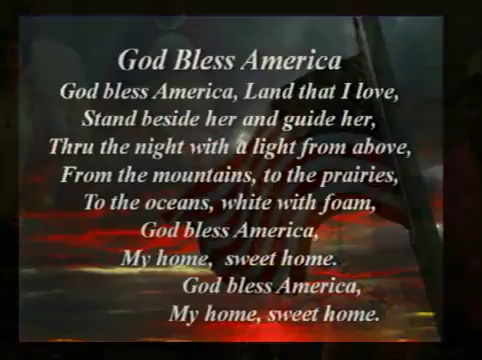 God Bless America
God bless America, Land that I love,
Stand beside her and guide her,
Thru the night with a light from above,
From the mountains, to the prairies,
To the oceans, white with foam,
God bless America,
My home, sweet home.
God bless America,
My home, sweet home.